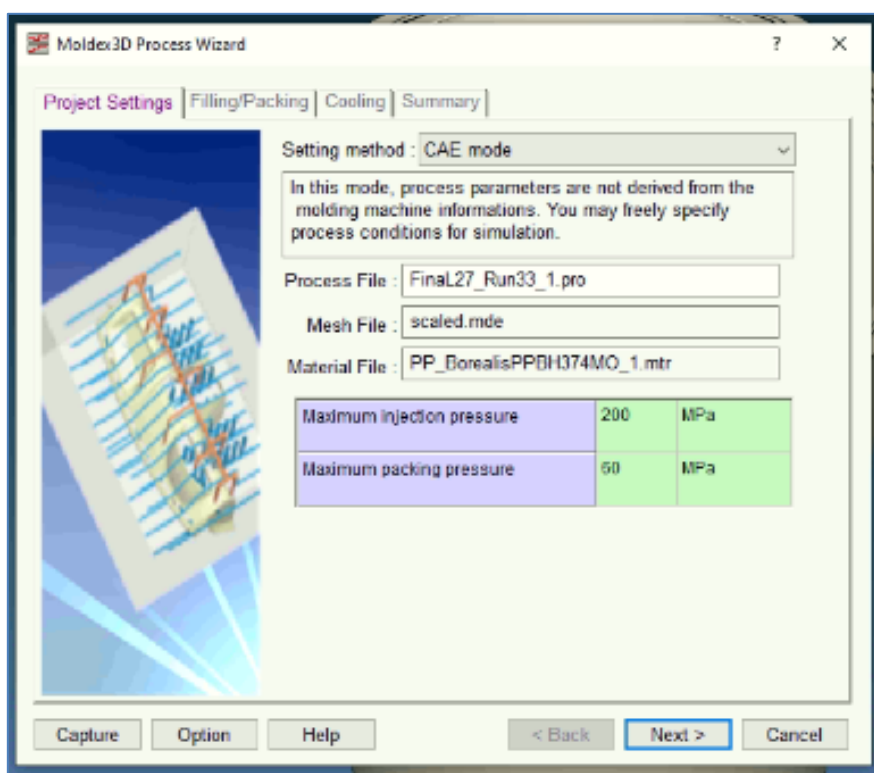 Moldex3D Process Wizard ? ×
Project Settings Filling/Packing Cooling Summary
Setting method : CAE mode
In this mode, process parameters are not derived from the
molding machine informations. You may freely specify
process conditions for simulation.
Process File : FinaL27_Run33_1.pro
Mesh File : scaled.mde
Material File : PP_BorealisPPBH374MO_1.mtr
Maximum injection pressure 200 MPa
Maximum packing pressure 60 MPa
Capture Option Help < Back Next > Cancel